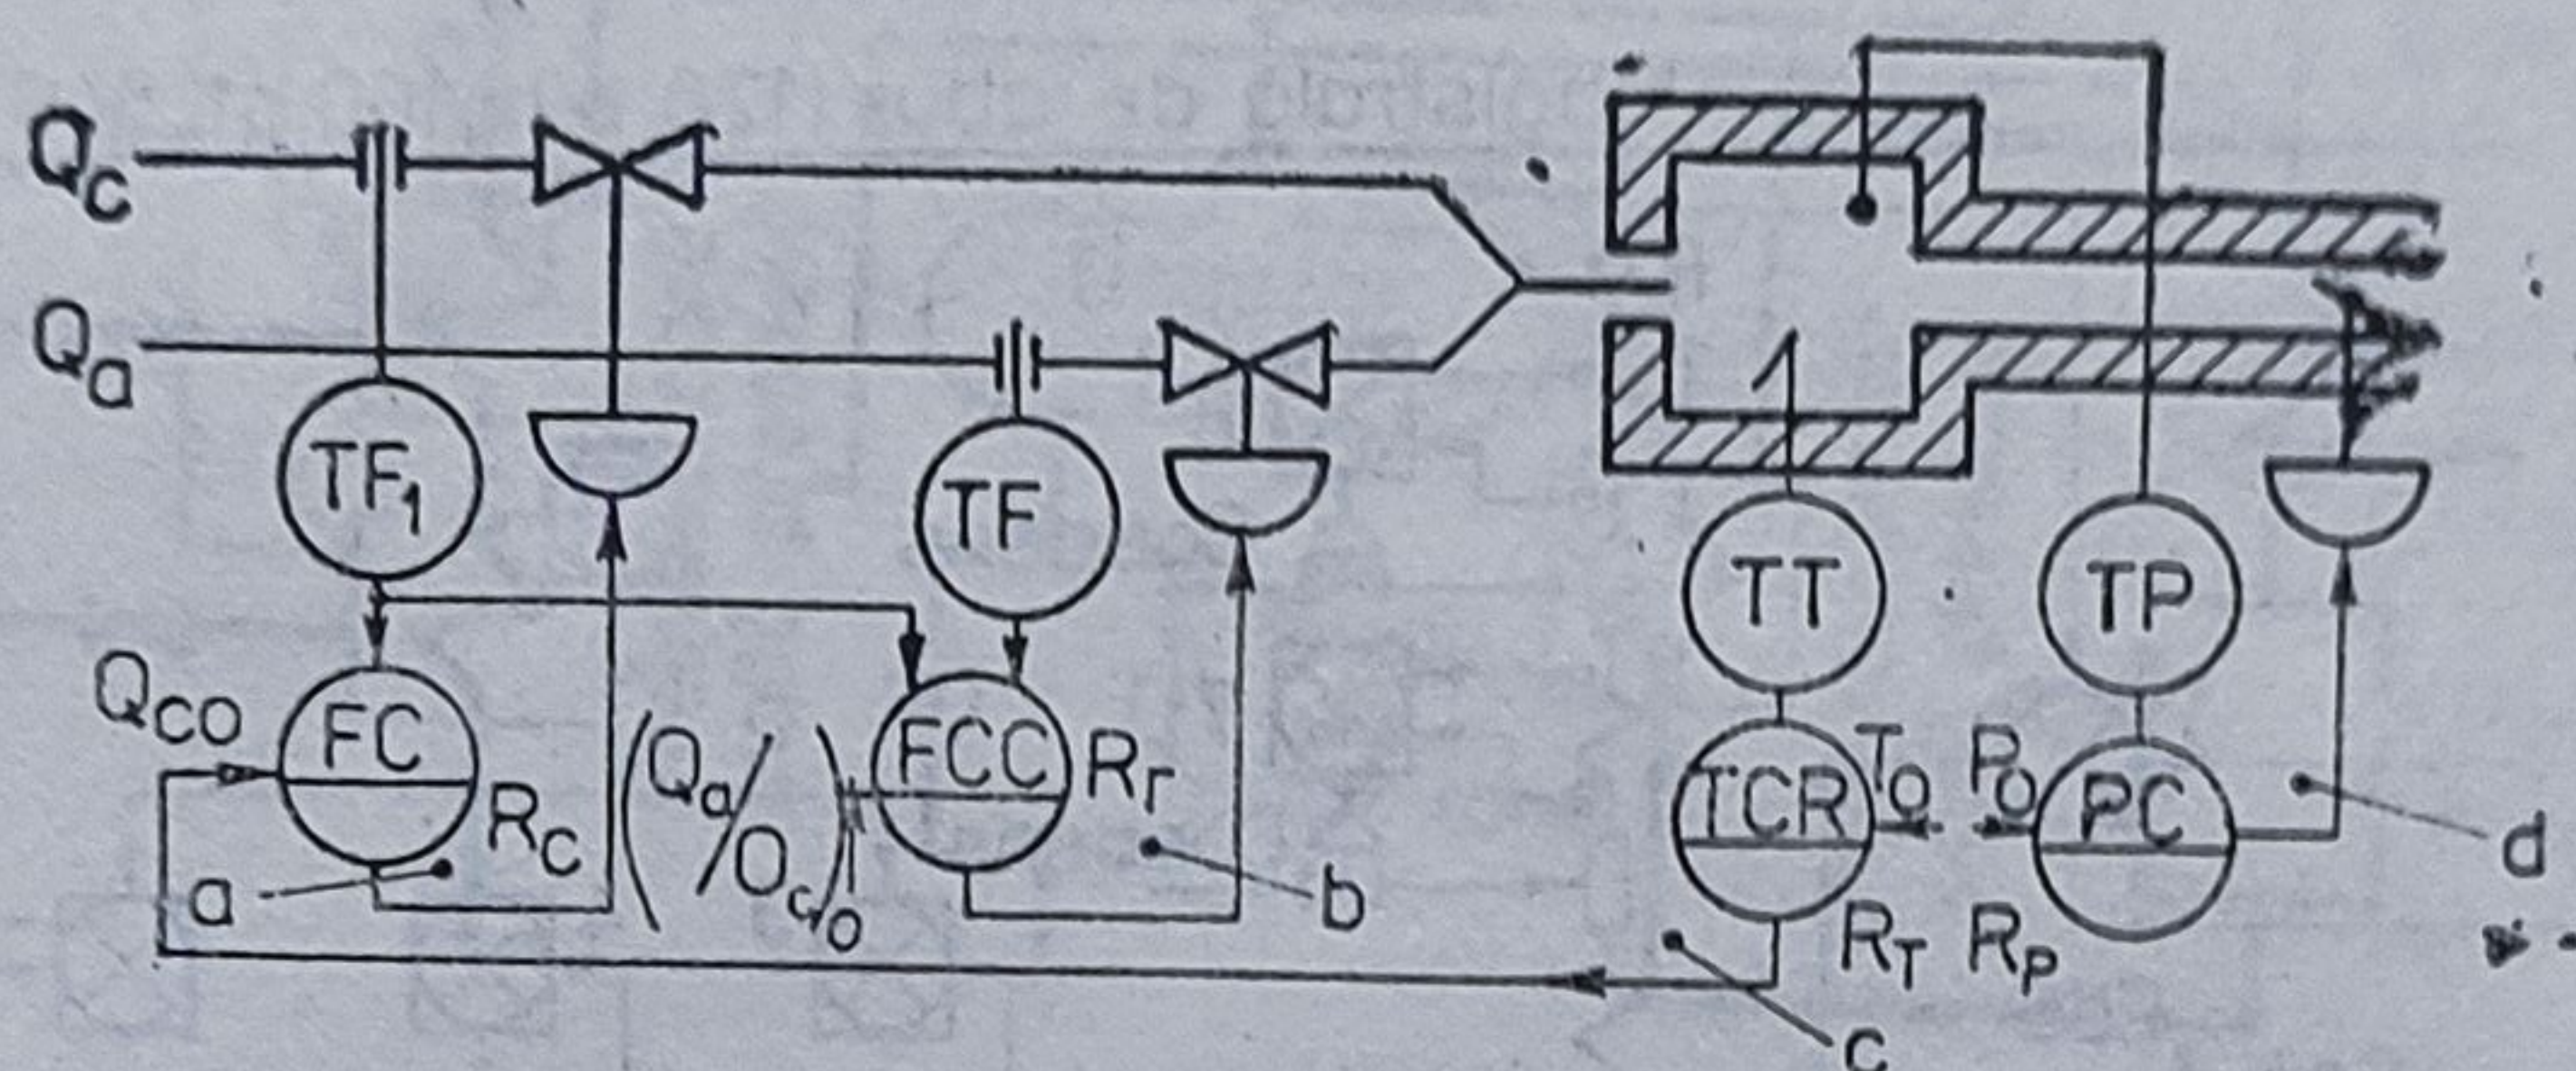 Qc
Qa
TF1
TF
TT
TP
Qco
FC
Rc
(Qa/Qc)o
FCC
Rr
TCR
To
Po
PC
RT
RP
a
b
c
d